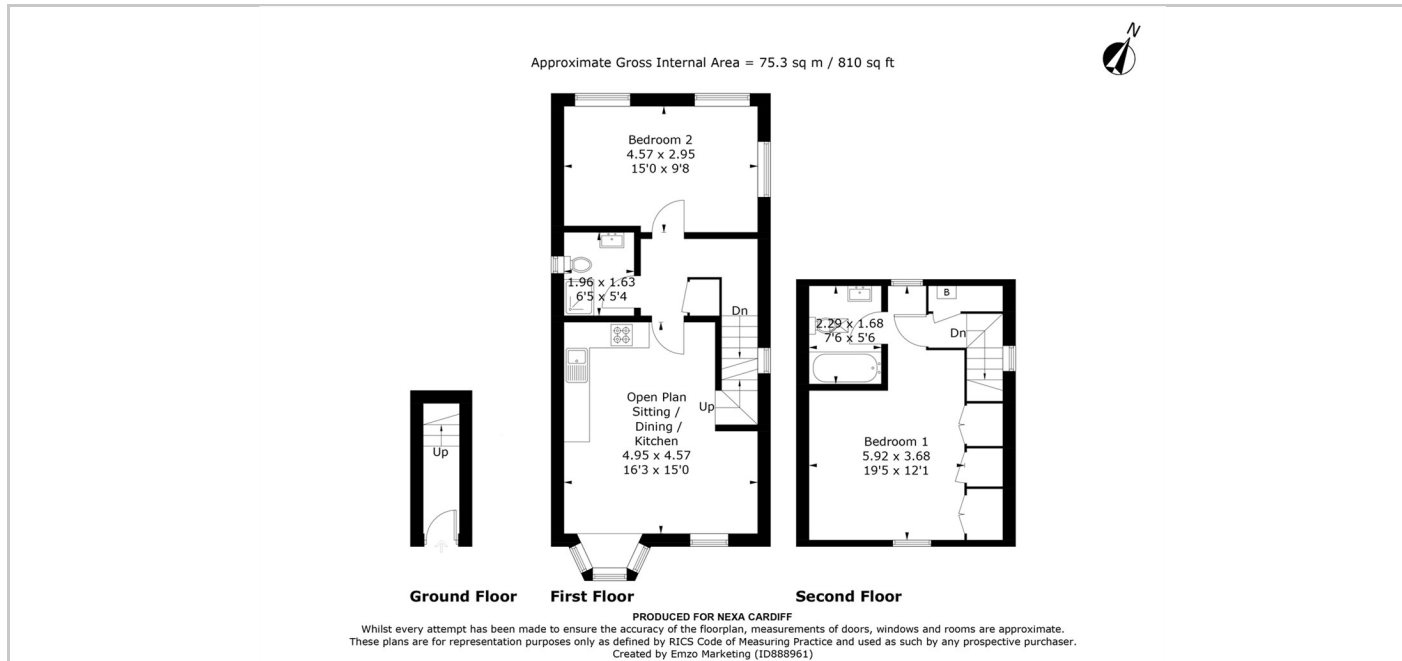 N
Approximate Gross Internal Area = 75.3 sq m / 810 sq ft
Bedroom 2
4.57 x 2.95
15'0 x 9'8
1.96 x 1.63
6'5 x 5'4
Dn
Up
Open Plan
Sitting /
Dining /
Kitchen
4.95 x 4.57
16'3 x 15'0
Up
B
2.29 x 1.68
7'6 x 5'6
Dn
Bedroom 1
5.92 x 3.68
19'5 x 12'1
Ground Floor
First Floor
Second Floor
PRODUCED FOR NEXA CARDIFF
Whilst every attempt has been made to ensure the accuracy of the floorplan, measurements of doors, windows and rooms are approximate.
These plans are for representation purposes only as defined by RICS Code of Measuring Practice and used as such by any prospective purchaser.
Created by Emzo Marketing (ID888961)